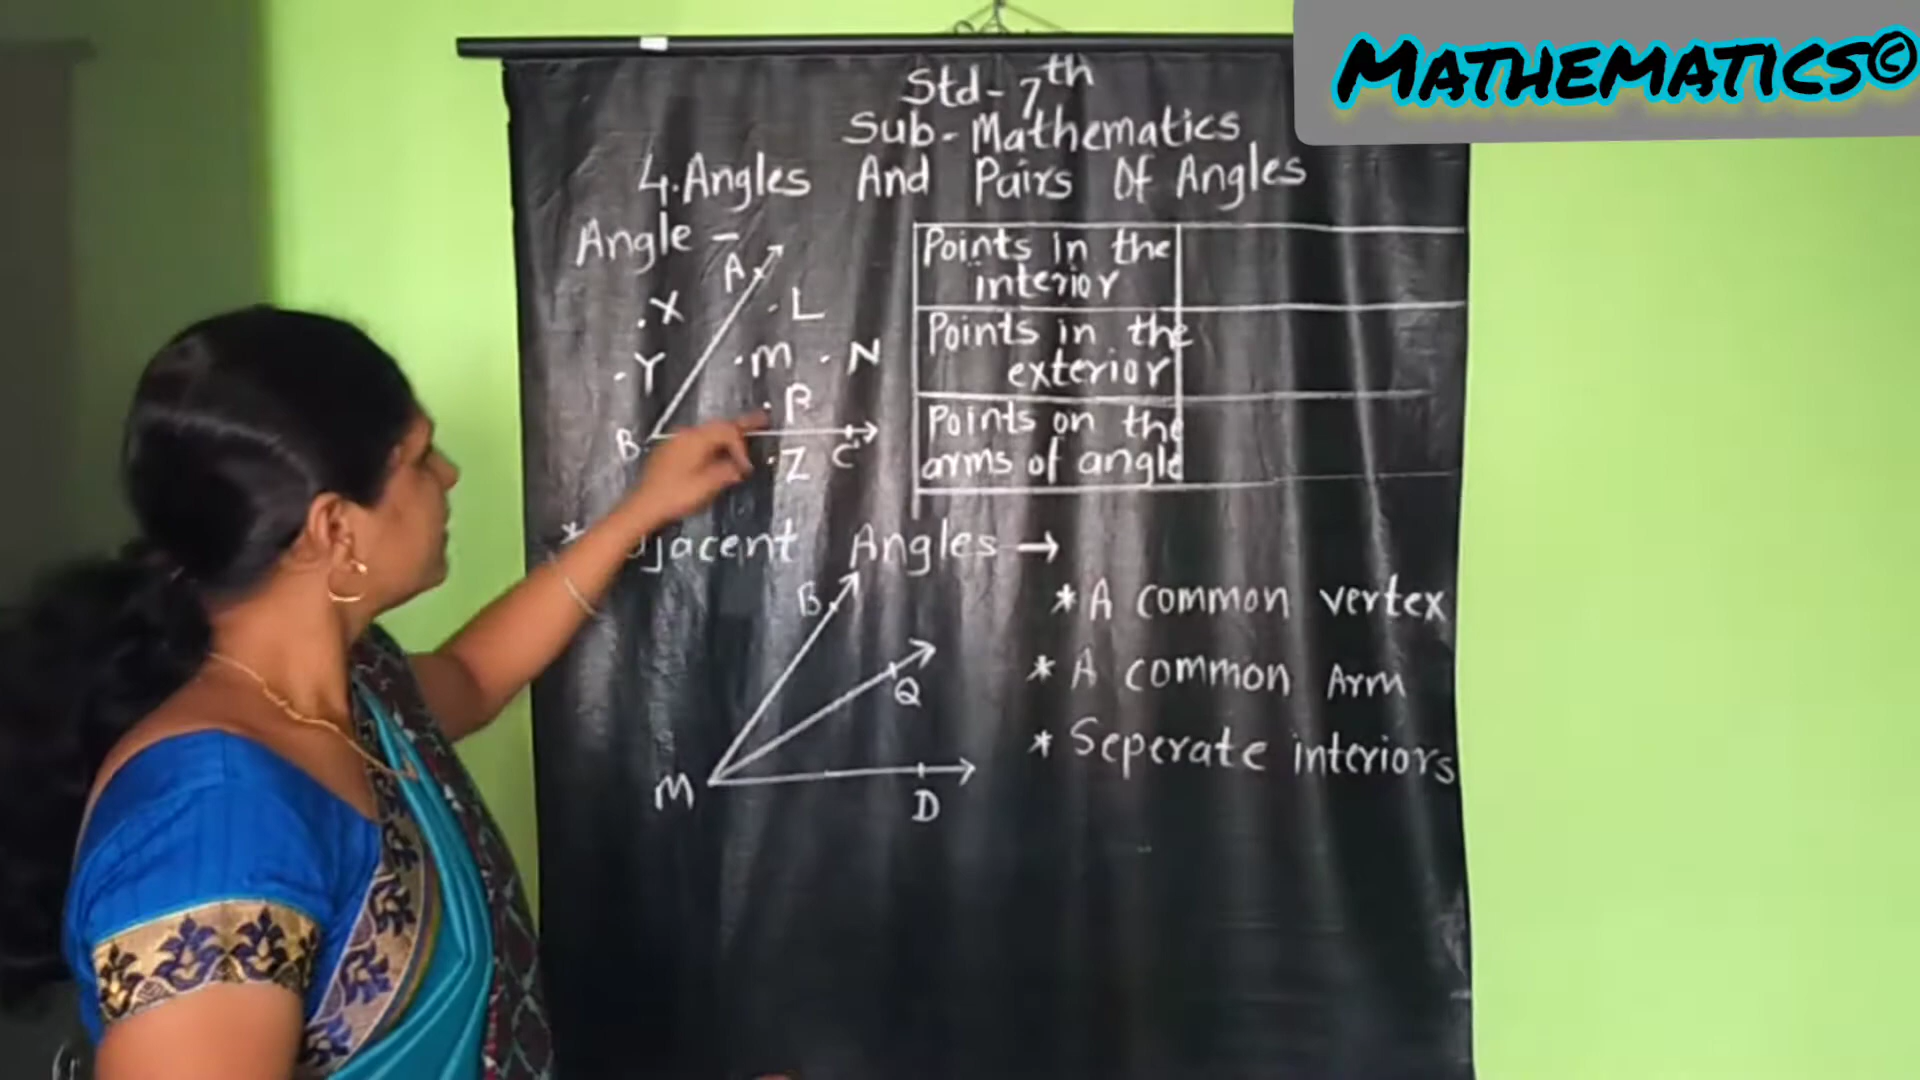 MATHEMATICS©
Std - 7th
Sub - Mathematics
4. Angles And Pairs Of Angles
Angle -
A
X
L
Y
M
N
B
C
Z
Points in the
interior
Points in the
exterior
Points on the
arms of angle
Angles →
B
Q
M
D
* A common vertex
* A common Arm
* Seperate interiors